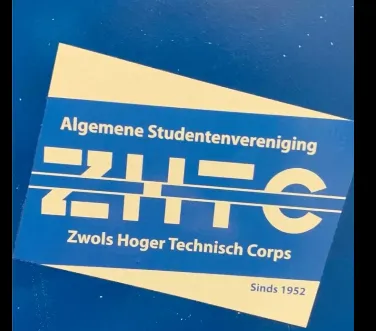 Algemene Studentenvereniging
ZHTC
Zwols Hoger Technisch Corps
Sinds 1952